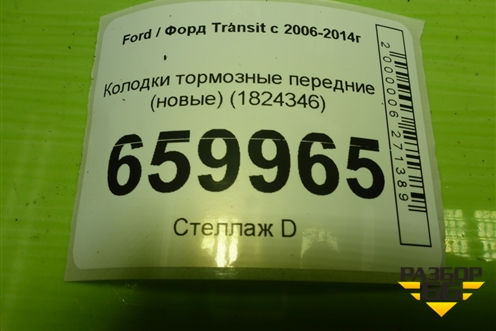 Ford / Форд Transit с 2006-2014г
Колодки тормозные передние
(новые) (1824346)
659965
Стеллаж D
2000006271389
РАЗБОР